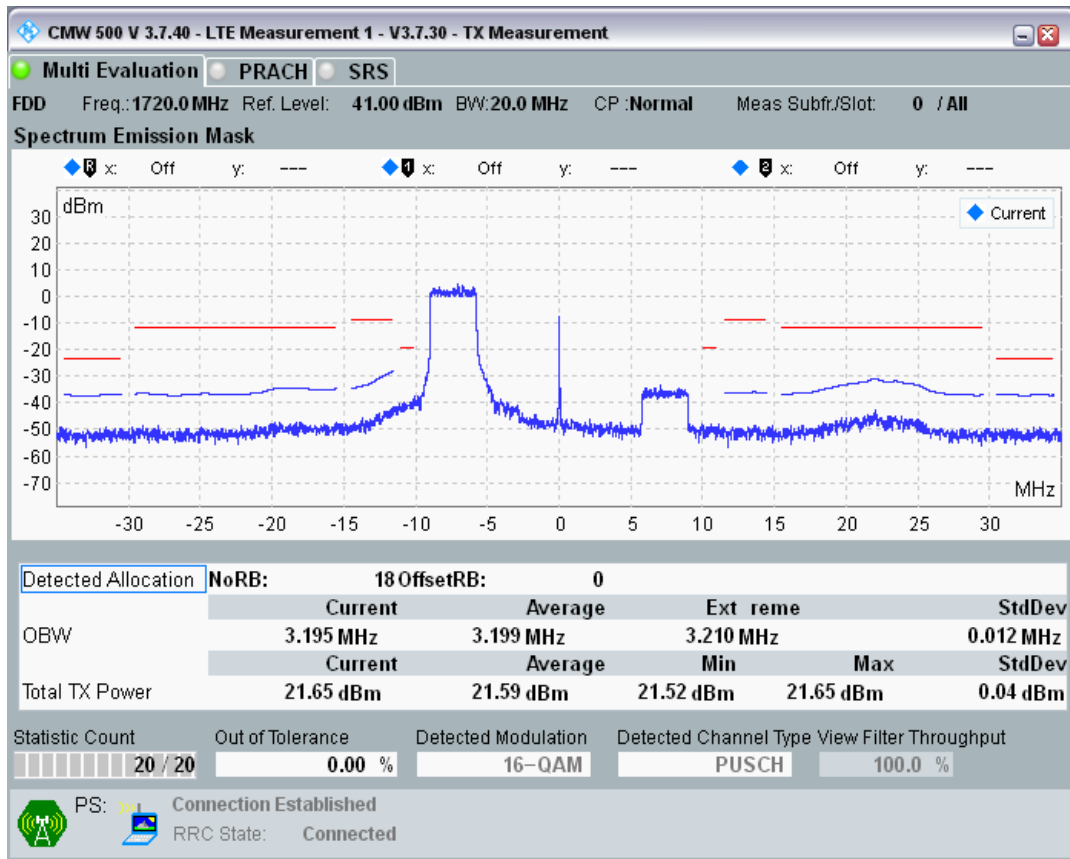 CMW 500 V 3.7.40 - LTE Measurement 1 - V3.7.30 - TX Measurement
Multi Evaluation PRACH SRS
FDD Freq.: 1720.0 MHz Ref. Level: 41.00 dBm BW: 20.0 MHz CP : Normal Meas Subfr./Slot: 0 / All
Spectrum Emission Mask
R x: Off y: --- 1 x: Off y: --- 2 x: Off y: ---
dBm
Current
30
20
10
0
-10
-20
-30
-40
-50
-60
-70
MHz
-30 -25 -20 -15 -10 -5 0 5 10 15 20 25 30
Detected Allocation NoRB: 18 OffsetRB: 0
Current Average Ext reme StdDev
OBW 3.195 MHz 3.199 MHz 3.210 MHz 0.012 MHz
Current Average Min Max StdDev
Total TX Power 21.65 dBm 21.59 dBm 21.52 dBm 21.65 dBm 0.04 dBm
Statistic Count Out of Tolerance Detected Modulation Detected Channel Type View Filter Throughput
20 / 20 0.00 % 16-QAM PUSCH 100.0 %
PS: Connection Established
RRC State: Connected